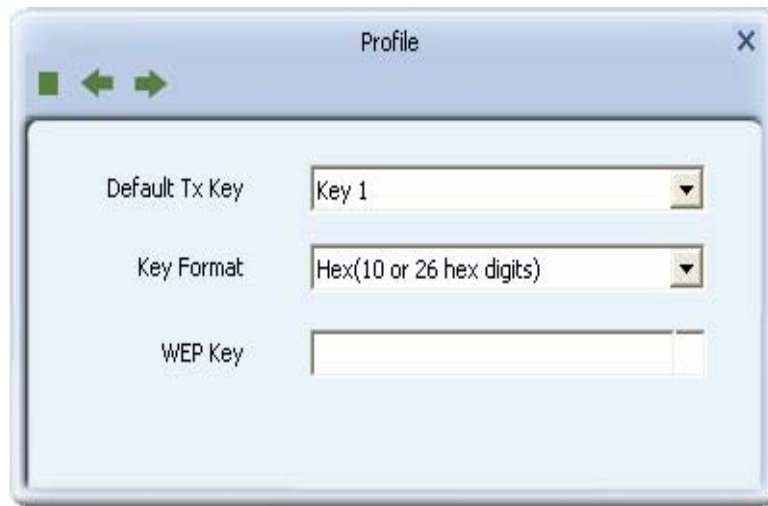 Profile
Default Tx Key Key 1
Key Format Hex(10 or 26 hex digits)
WEP Key